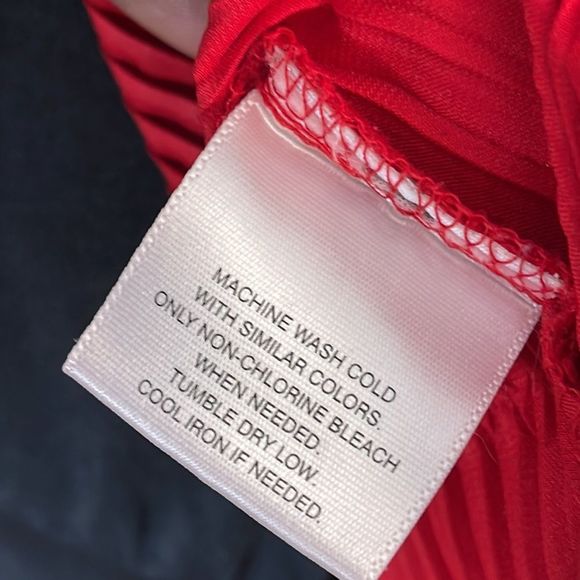 MACHINE WASH COLD
WITH SIMILAR COLORS.
ONLY NON-CHLORINE BLEACH
WHEN NEEDED.
TUMBLE DRY LOW.
COOL IRON IF NEEDED.